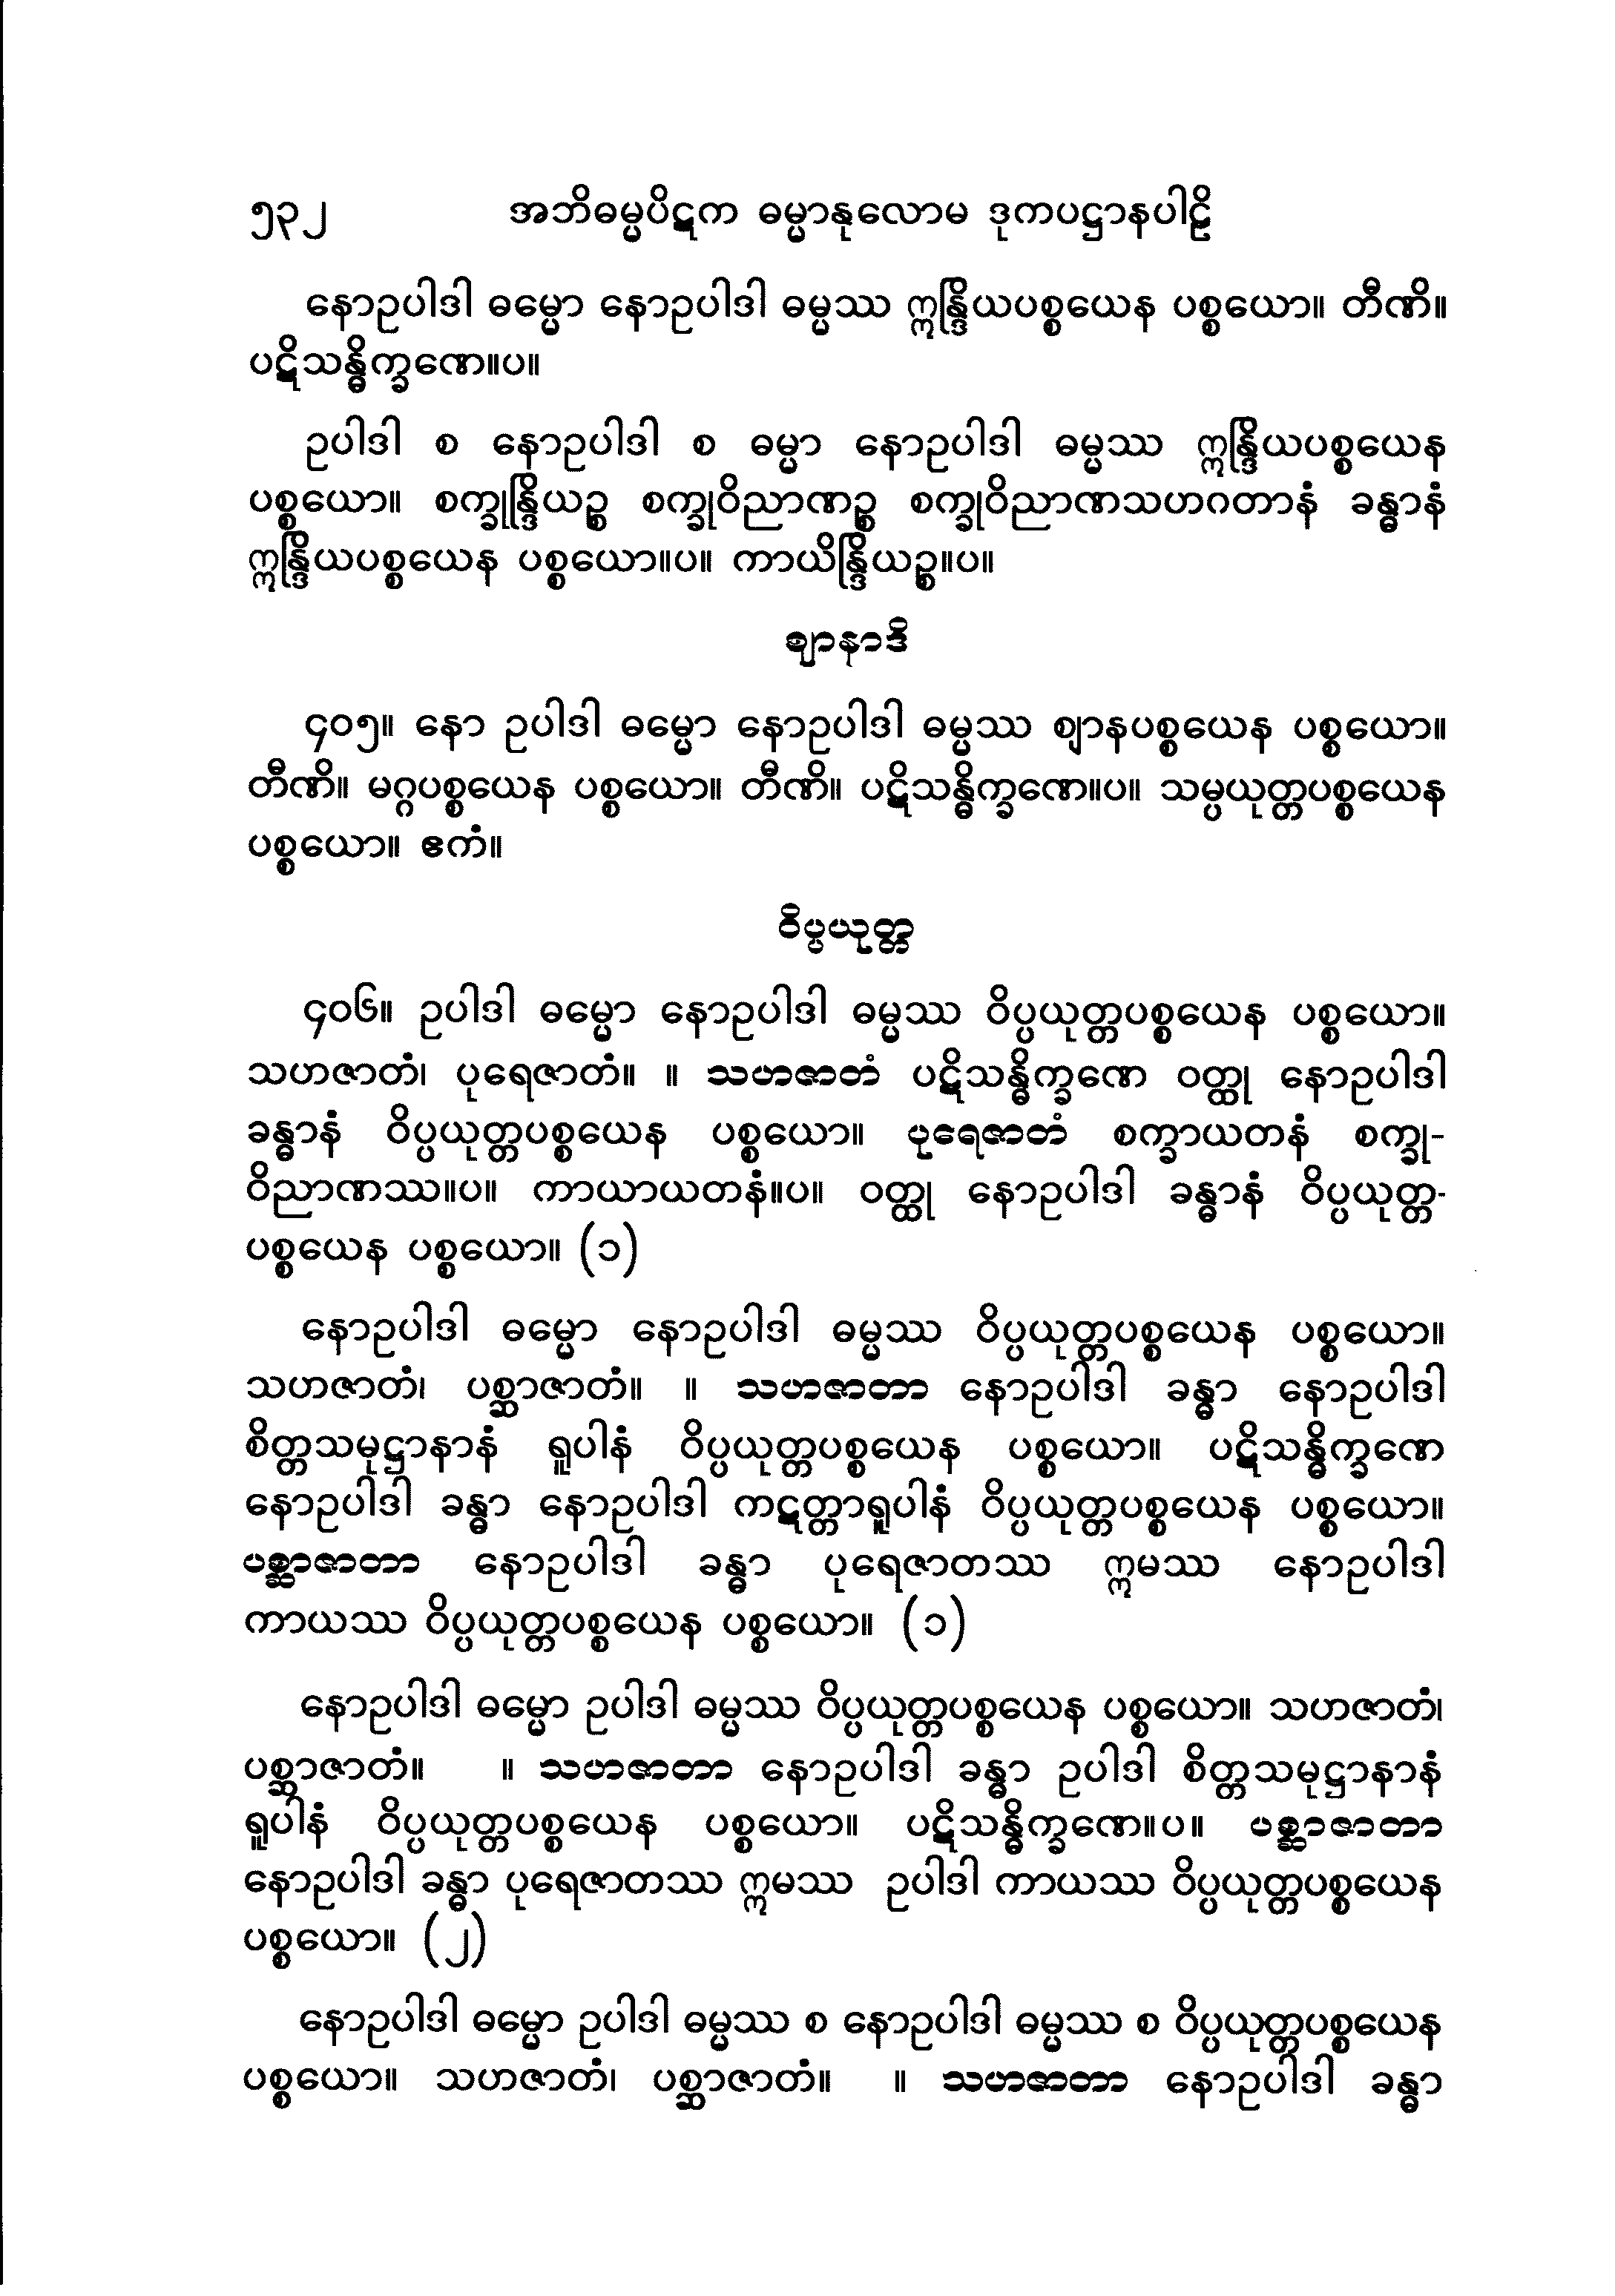 ၅၃၂ အဘိဓမ္မပိဋက ဓမ္မာနုလောမ ဒုကပဋ္ဌာနပါဠိ
နောဥပါဒါ ဓမ္မော နောဥပါဒါ ဓမ္မဿ ဣန္ဒြိယပစ္စယေန ပစ္စယော။ တီဏိ။
ပဋိသန္ဓိက္ခဏေ။ပ။
ဥပါဒါ စ နောဥပါဒါ စ ဓမ္မာ နောဥပါဒါ ဓမ္မဿ ဣန္ဒြိယပစ္စယေန
ပစ္စယော။ စက္ခုန္ဒြိယဉ္စ စက္ခုဝိညာဏဉ္စ စက္ခုဝိညာဏသဟဂတာနံ ခန္ဓာနံ
ဣန္ဒြိယပစ္စယေန ပစ္စယော။ပ။ ကာယိန္ဒြိယဉ္စ။ပ။
ဈာနာဒိ
၄၀၅။ နော ဥပါဒါ ဓမ္မော နောဥပါဒါ ဓမ္မဿ ဈာနပစ္စယေန ပစ္စယော။
တီဏိ။ မဂ္ဂပစ္စယေန ပစ္စယော။ တီဏိ။ ပဋိသန္ဓိက္ခဏေ။ပ။ သမ္ပယုတ္တပစ္စယေန
ပစ္စယော။ ဧကံ။
ဝိပ္ပယုတ္တ
၄၀၆။ ဥပါဒါ ဓမ္မော နောဥပါဒါ ဓမ္မဿ ဝိပ္ပယုတ္တပစ္စယေန ပစ္စယော။
သဟဇာတံ၊ ပုရေဇာတံ။ ။ သဟဇာတံ ပဋိသန္ဓိက္ခဏေ ဝတ္ထု နောဥပါဒါ
ခန္ဓာနံ ဝိပ္ပယုတ္တပစ္စယေန ပစ္စယော။ ပုရေဇာတံ စက္ခာယတနံ စက္ခု-
ဝိညာဏဿ။ပ။ ကာယာယတနံ။ပ။ ဝတ္ထု နောဥပါဒါ ခန္ဓာနံ ဝိပ္ပယုတ္တ-
ပစ္စယေန ပစ္စယော။ (၁)
နောဥပါဒါ ဓမ္မော နောဥပါဒါ ဓမ္မဿ ဝိပ္ပယုတ္တပစ္စယေန ပစ္စယော။
သဟဇာတံ၊ ပစ္ဆာဇာတံ။ ။ သဟဇာတာ နောဥပါဒါ ခန္ဓာ နောဥပါဒါ
စိတ္တသမုဋ္ဌာနာနံ ရူပါနံ ဝိပ္ပယုတ္တပစ္စယေန ပစ္စယော။ ပဋိသန္ဓိက္ခဏေ
နောဥပါဒါ ခန္ဓာ နောဥပါဒါ ကဋတ္တာရူပါနံ ဝိပ္ပယုတ္တပစ္စယေန ပစ္စယော။
ပစ္ဆာဇာတာ နောဥပါဒါ ခန္ဓာ ပုရေဇာတဿ ဣမဿ နောဥပါဒါ
ကာယဿ ဝိပ္ပယုတ္တပစ္စယေန ပစ္စယော။ (၁)
နောဥပါဒါ ဓမ္မော ဥပါဒါ ဓမ္မဿ ဝိပ္ပယုတ္တပစ္စယေန ပစ္စယော။ သဟဇာတံ၊
ပစ္ဆာဇာတံ။ ။ သဟဇာတာ နောဥပါဒါ ခန္ဓာ ဥပါဒါ စိတ္တသမုဋ္ဌာနာနံ
ရူပါနံ ဝိပ္ပယုတ္တပစ္စယေန ပစ္စယော။ ပဋိသန္ဓိက္ခဏေ။ပ။ ပစ္ဆာဇာတာ
နောဥပါဒါ ခန္ဓာ ပုရေဇာတဿ ဣမဿ ဥပါဒါ ကာယဿ ဝိပ္ပယုတ္တပစ္စယေန
ပစ္စယော။ (၂)
နောဥပါဒါ ဓမ္မော ဥပါဒါ ဓမ္မဿ စ နောဥပါဒါ ဓမ္မဿ စ ဝိပ္ပယုတ္တပစ္စယေန
ပစ္စယော။ သဟဇာတံ၊ ပစ္ဆာဇာတံ။ ။ သဟဇာတာ နောဥပါဒါ ခန္ဓာ